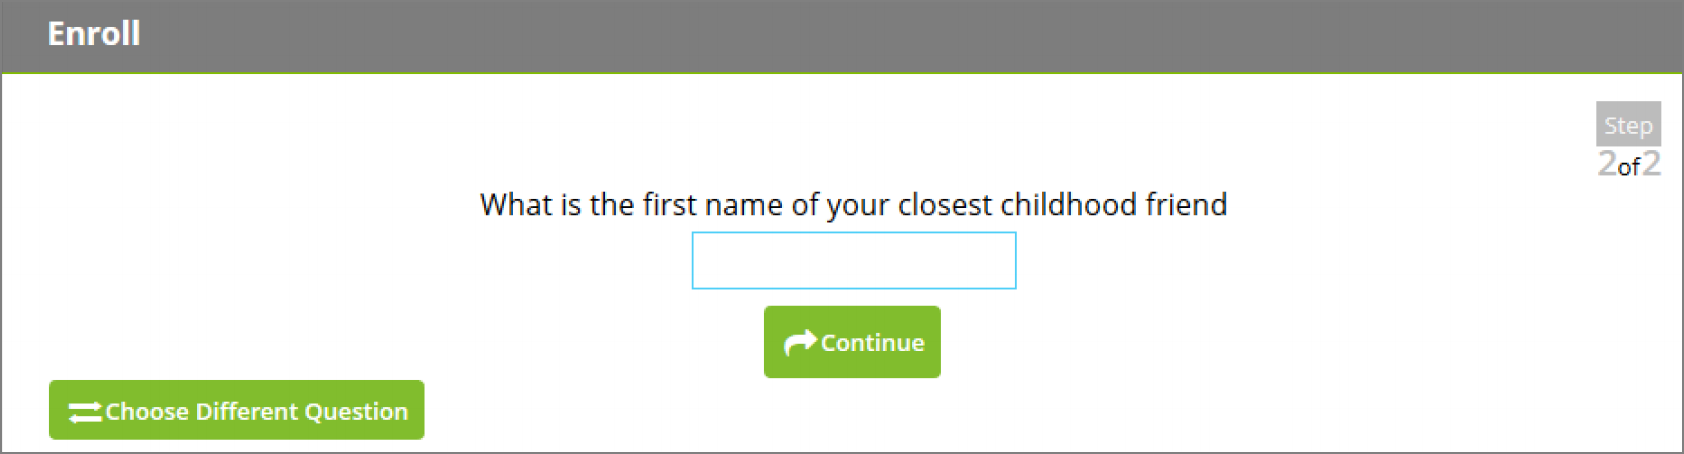 Enroll
Step
2of2
What is the first name of your closest childhood friend
Continue
Choose Different Question